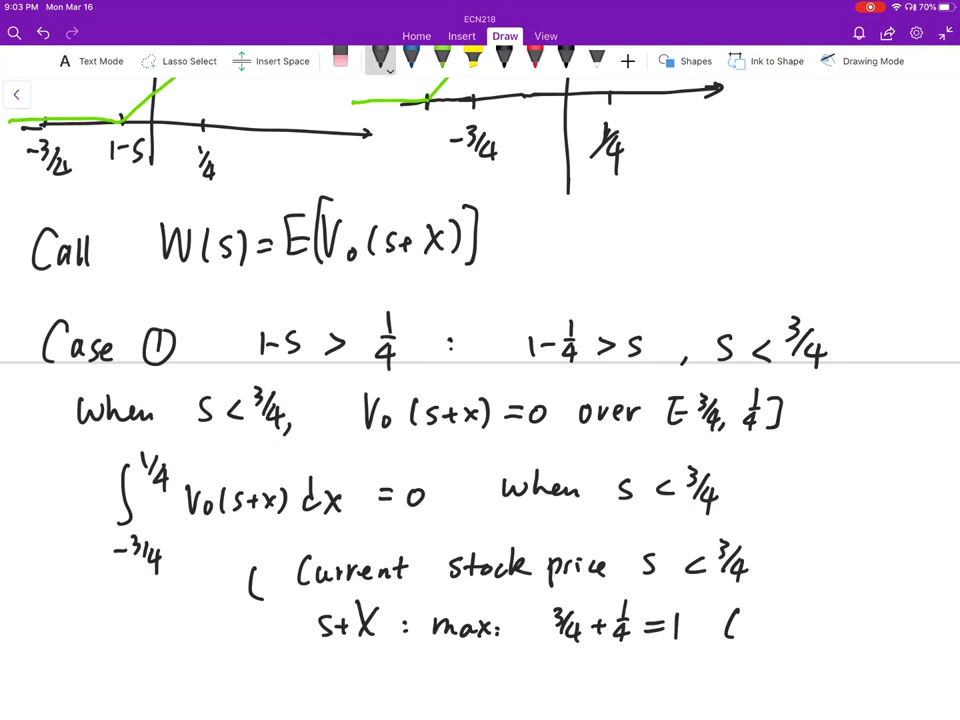 9:03 PM Mon Mar 16 70%
ECN218
Home Insert Draw View
Text Mode Lasso Select Insert Space Shapes Ink to Shape Drawing Mode
-3/4 1-S 1/4 -3/4 1/4
Call W(s) = E[V₀(s+X)]
Case ① 1-S > 1/4 : 1-1/4 > S , S < 3/4
When S < 3/4, V₀(s+x) = 0 over [-3/4, 1/4]
∫_{-3/4}^{1/4} V₀(s+x) dx = 0 when s < 3/4
( Current stock price s < 3/4
s+X : max: 3/4 + 1/4 = 1 (